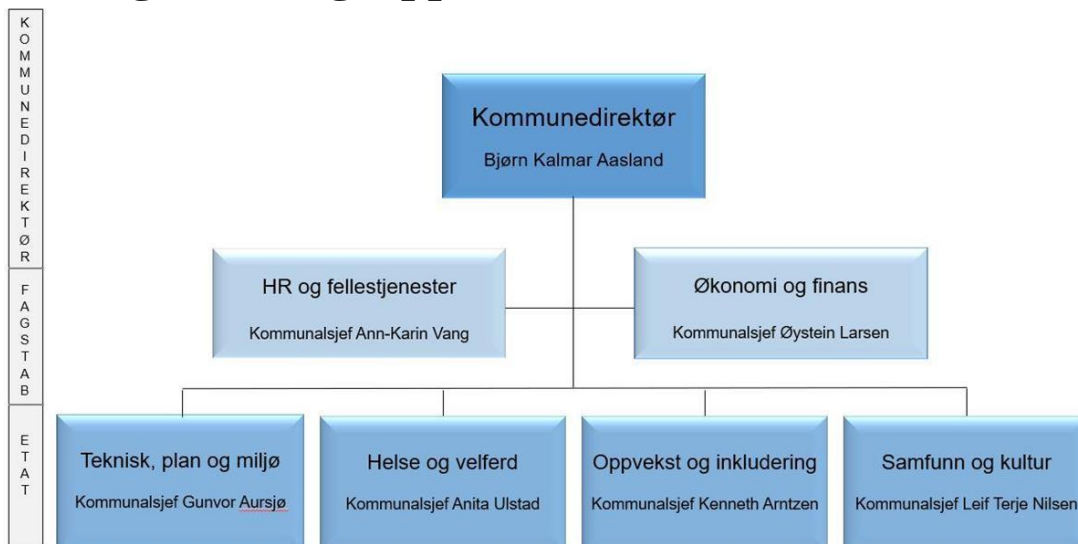 KOMMUNEDIREKTØR
Kommunedirektør
Bjørn Kalmar Aasland
FAGSTAB
HR og fellestjenester
Kommunalsjef Ann-Karin Vang
Økonomi og finans
Kommunalsjef Øystein Larsen
ETAT
Teknisk, plan og miljø
Kommunalsjef Gunvor Aursjø
Helse og velferd
Kommunalsjef Anita Ulstad
Oppvekst og inkludering
Kommunalsjef Kenneth Arntzen
Samfunn og kultur
Kommunalsjef Leif Terje Nilsen